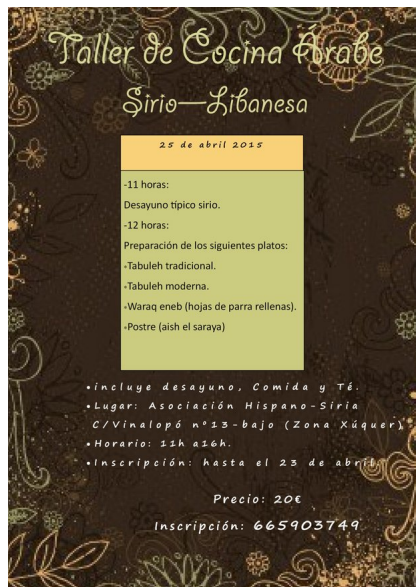 Taller de Cocina Árabe
Sirio—Libanesa
25 de abril 2015
-11 horas:
Desayuno típico sirio.
-12 horas:
Preparación de los siguientes platos:
•Tabuleh tradicional.
•Tabuleh moderna.
•Waraq eneb (hojas de parra rellenas).
•Postre (aish el saraya)
•incluye desayuno, Comida y Té.
•Lugar: Asociación Hispano-Siria
C/Vinalopó nº13-bajo (Zona Xúquer)
•Horario: 11h a16h.
•Inscripción: hasta el 23 de abril.
Precio: 20€
Inscripción: 665903749